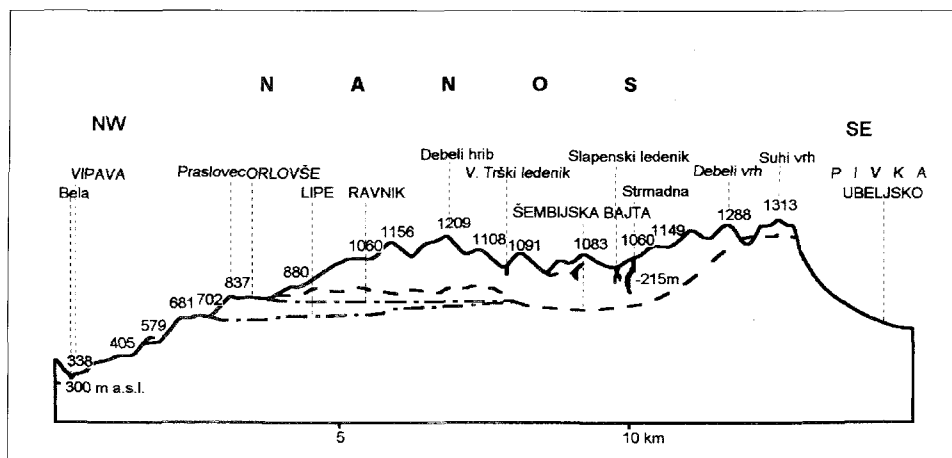 N A N O S
NW
SE
Debeli hrib
Slapenski ledenik
Suhi vrh
VIPAVA
Praslovec
ORLOVŠE
V. Trški ledenik
Debeli vrh
P I V K A
Bela
LIPE
RAVNIK
Strmadna
UBELJSKO
ŠEMBIJSKA BAJTA
1313
1209
1288
1156
1149
1108
1060
1091
1083
1060
880
837
-215m
681
702
579
405
338
300 m a.s.l.
5
10 km